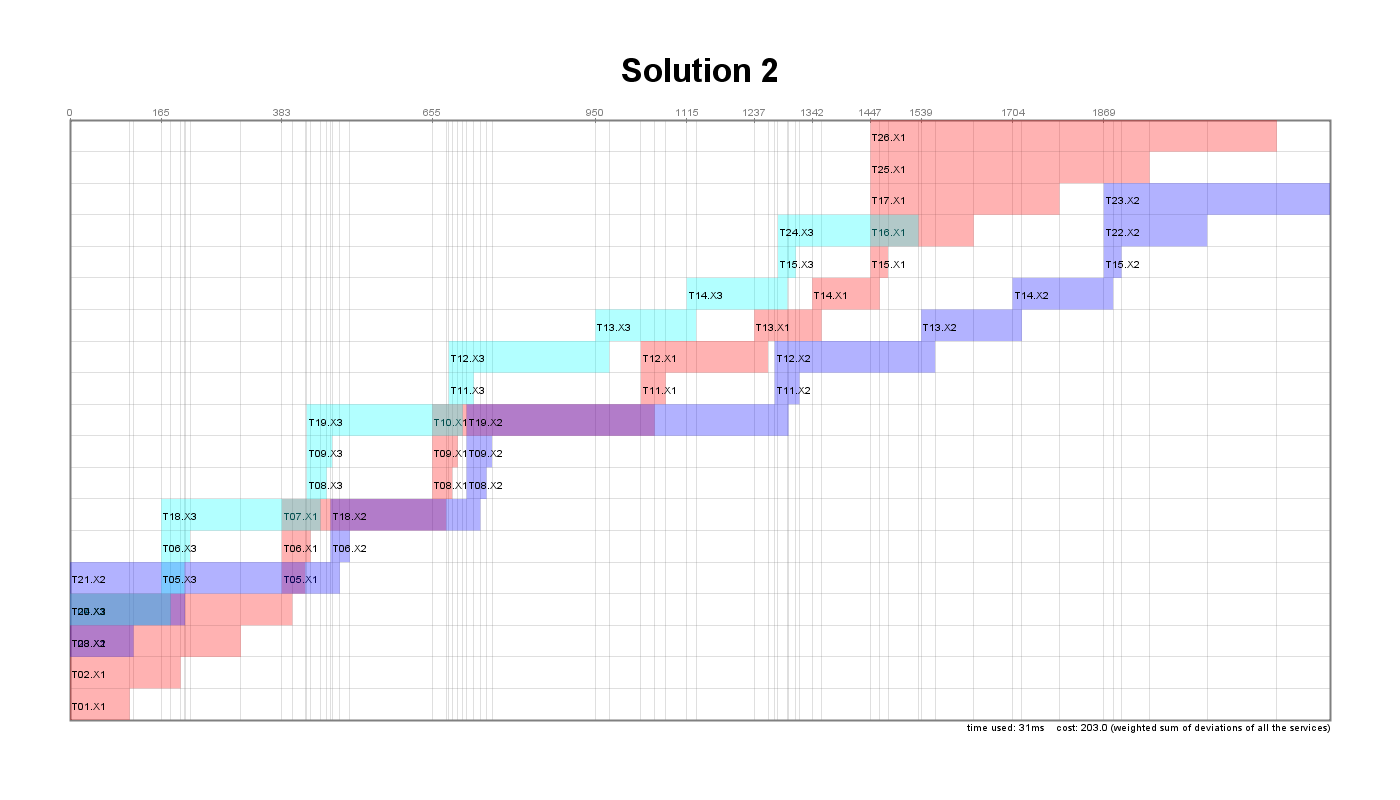 Solution 2
0 165 383 655 950 1115 1237 1342 1447 1539 1704 1869
T26.X1
T25.X1
T17.X1 T23.X2
T24.X3 T16.X1 T22.X2
T15.X3 T15.X1 T15.X2
T14.X3 T14.X1 T14.X2
T13.X3 T13.X1 T13.X2
T12.X3 T12.X1 T12.X2
T11.X3 T11.X1 T11.X2
T19.X3 T10.X1 T19.X2
T09.X3 T09.X1 T09.X2
T08.X3 T08.X1 T08.X2
T18.X3 T07.X1 T18.X2
T06.X3 T06.X1 T06.X2
T21.X2 T05.X3 T05.X1
T02.X1
T01.X1
time used: 31ms cost: 203.0 (weighted sum of deviations of all the services)